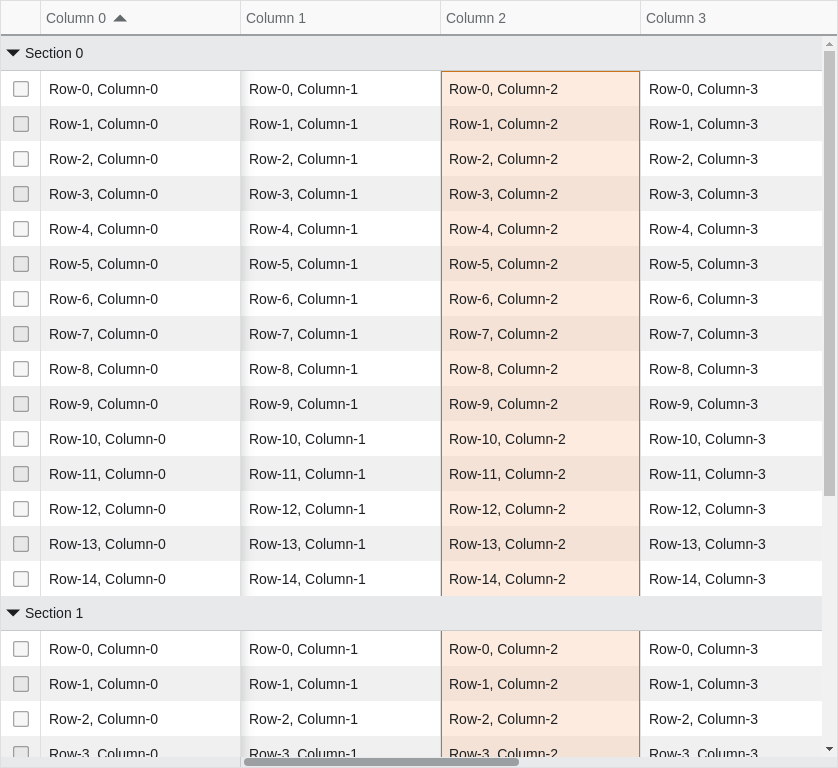 Column 0 Column 1 Column 2 Column 3
Section 0
Row-0, Column-0 Row-0, Column-1 Row-0, Column-2 Row-0, Column-3
Row-1, Column-0 Row-1, Column-1 Row-1, Column-2 Row-1, Column-3
Row-2, Column-0 Row-2, Column-1 Row-2, Column-2 Row-2, Column-3
Row-3, Column-0 Row-3, Column-1 Row-3, Column-2 Row-3, Column-3
Row-4, Column-0 Row-4, Column-1 Row-4, Column-2 Row-4, Column-3
Row-5, Column-0 Row-5, Column-1 Row-5, Column-2 Row-5, Column-3
Row-6, Column-0 Row-6, Column-1 Row-6, Column-2 Row-6, Column-3
Row-7, Column-0 Row-7, Column-1 Row-7, Column-2 Row-7, Column-3
Row-8, Column-0 Row-8, Column-1 Row-8, Column-2 Row-8, Column-3
Row-9, Column-0 Row-9, Column-1 Row-9, Column-2 Row-9, Column-3
Row-10, Column-0 Row-10, Column-1 Row-10, Column-2 Row-10, Column-3
Row-11, Column-0 Row-11, Column-1 Row-11, Column-2 Row-11, Column-3
Row-12, Column-0 Row-12, Column-1 Row-12, Column-2 Row-12, Column-3
Row-13, Column-0 Row-13, Column-1 Row-13, Column-2 Row-13, Column-3
Row-14, Column-0 Row-14, Column-1 Row-14, Column-2 Row-14, Column-3
Section 1
Row-0, Column-0 Row-0, Column-1 Row-0, Column-2 Row-0, Column-3
Row-1, Column-0 Row-1, Column-1 Row-1, Column-2 Row-1, Column-3
Row-2, Column-0 Row-2, Column-1 Row-2, Column-2 Row-2, Column-3
Row-3, Column-0 Row-3, Column-1 Row-3, Column-2 Row-3, Column-3